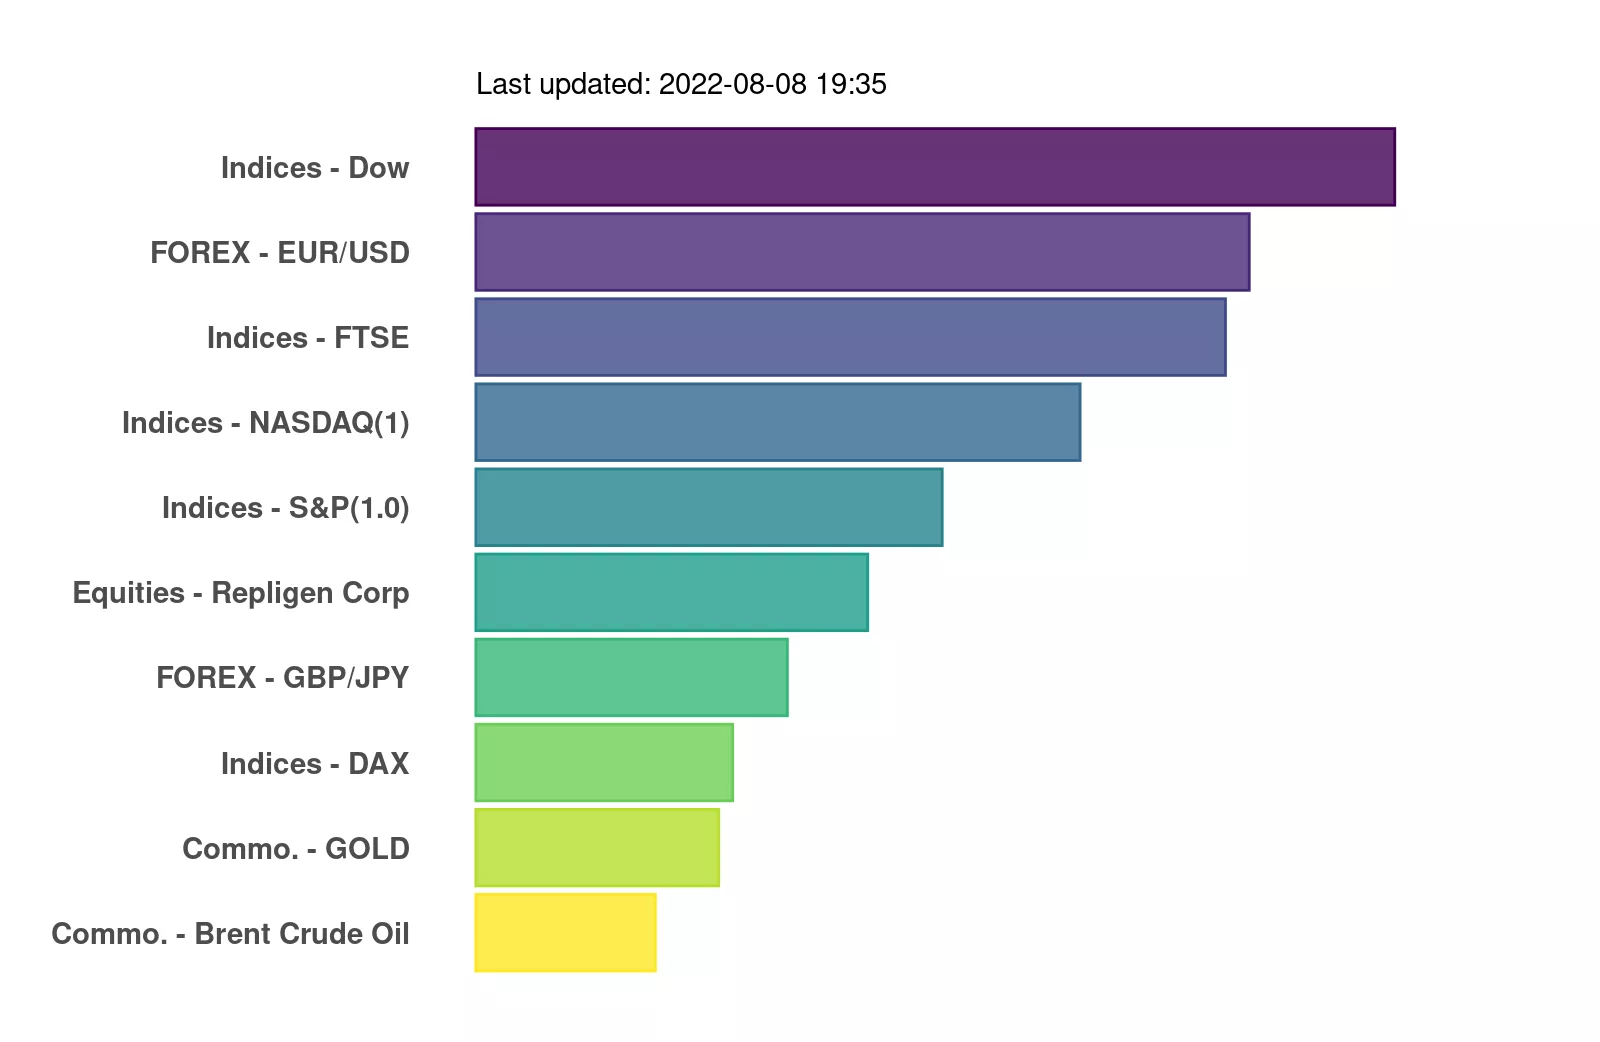 Last updated: 2022-08-08 19:35
Indices - Dow
FOREX - EUR/USD
Indices - FTSE
Indices - NASDAQ(1)
Indices - S&P(1.0)
Equities - Repligen Corp
FOREX - GBP/JPY
Indices - DAX
Commo. - GOLD
Commo. - Brent Crude Oil